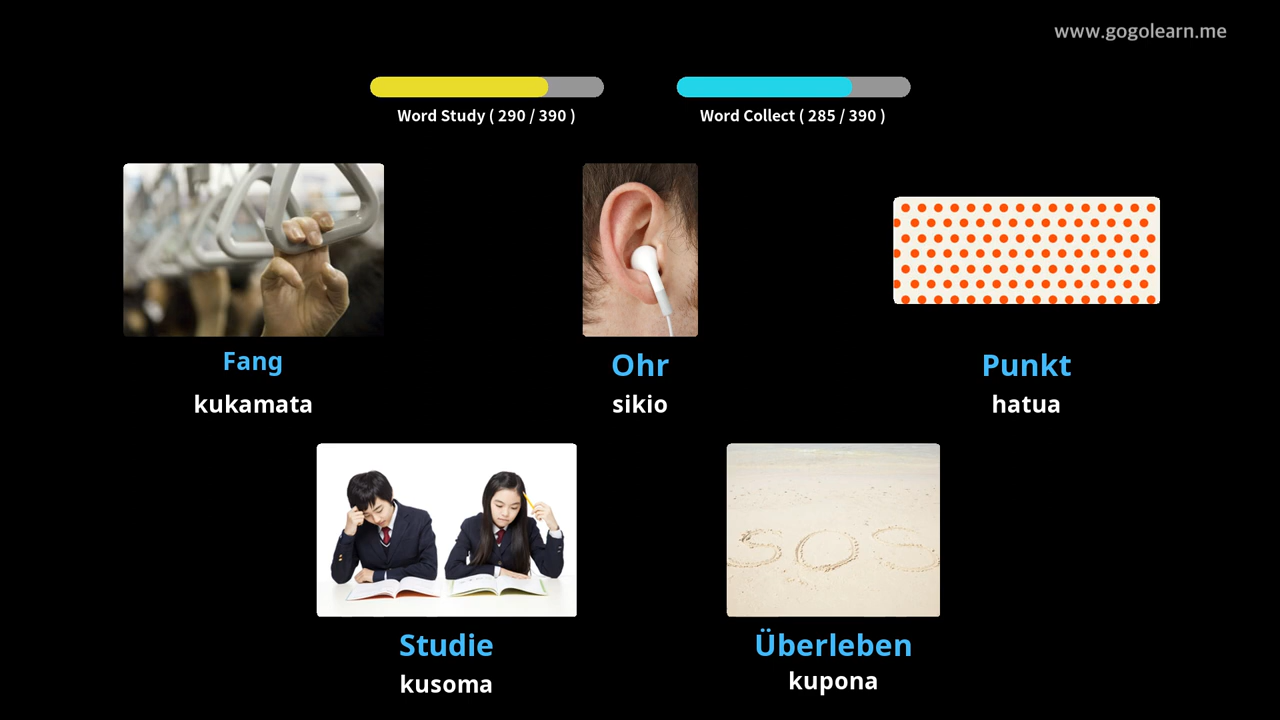 www.gogolearn.me
Word Study ( 290 / 390 )
Word Collect ( 285 / 390 )
Fang
kukamata
Ohr
sikio
Punkt
hatua
SOS
Studie
kusoma
Überleben
kupona